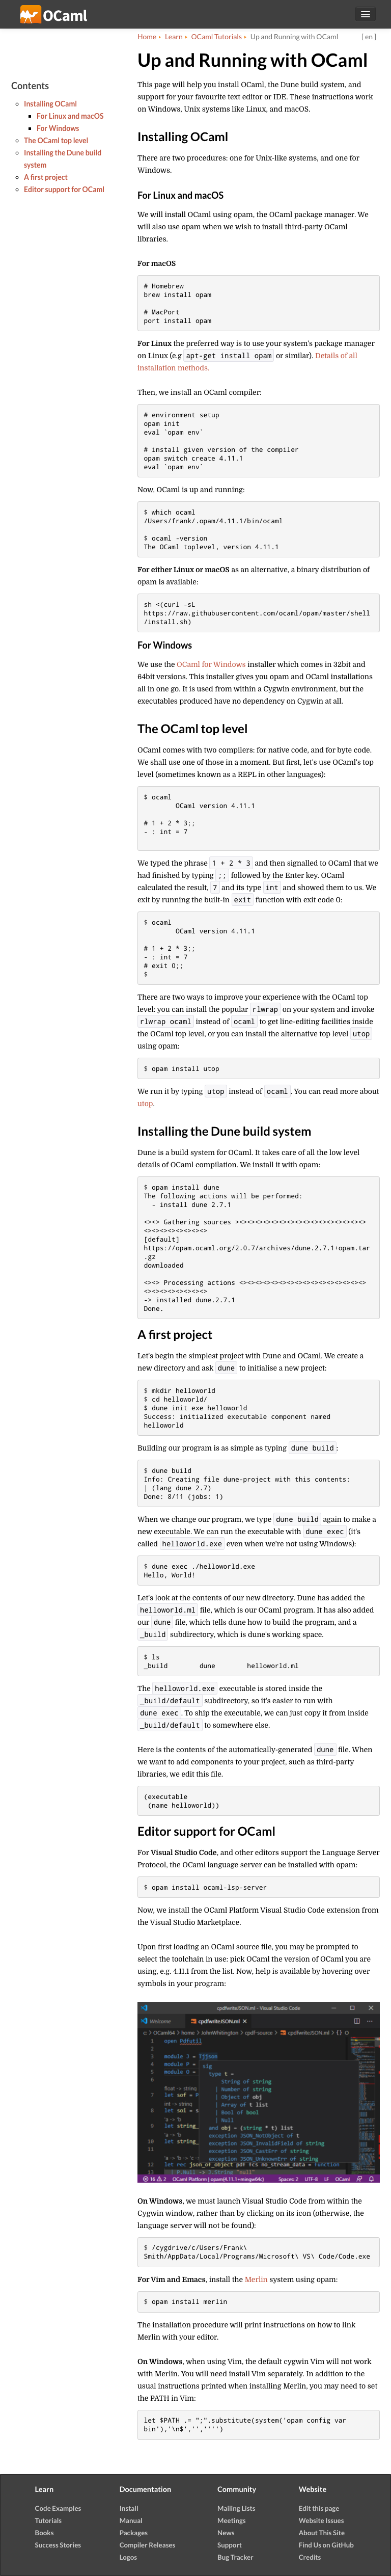 OCaml
Home Learn OCaml Tutorials Up and Running with OCaml [ en ]
Contents
Installing OCaml
For Linux and macOS
For Windows
The OCaml top level
Installing the Dune build
system
A first project
Editor support for OCaml
Up and Running with OCaml
This page will help you install OCaml, the Dune build system, and
support for your favourite text editor or IDE. These instructions work
on Windows, Unix systems like Linux, and macOS.
Installing OCaml
There are two procedures: one for Unix-like systems, and one for
Windows.
For Linux and macOS
We will install OCaml using opam, the OCaml package manager. We
will also use opam when we wish to install third-party OCaml
libraries.
For macOS
# Homebrew
brew install opam
# MacPort
port install opam
For Linux the preferred way is to use your system's package manager
on Linux (e.g apt-get install opam or similar). Details of all
installation methods.
Then, we install an OCaml compiler:
# environment setup
opam init
eval `opam env`
# install given version of the compiler
opam switch create 4.11.1
eval `opam env`
Now, OCaml is up and running:
$ which ocaml
/Users/frank/.opam/4.11.1/bin/ocaml
$ ocaml -version
The OCaml toplevel, version 4.11.1
For either Linux or macOS as an alternative, a binary distribution of
opam is available:
sh <(curl -sL
https://raw.githubusercontent.com/ocaml/opam/master/shell
/install.sh)
For Windows
We use the OCaml for Windows installer which comes in 32bit and
64bit versions. This installer gives you opam and OCaml installations
all in one go. It is used from within a Cygwin environment, but the
executables produced have no dependency on Cygwin at all.
The OCaml top level
OCaml comes with two compilers: for native code, and for byte code.
We shall use one of those in a moment. But first, let's use OCaml's top
level (sometimes known as a REPL in other languages):
$ ocaml
OCaml version 4.11.1
# 1 + 2 * 3;;
- : int = 7
We typed the phrase 1 + 2 * 3 and then signalled to OCaml that we
had finished by typing ;; followed by the Enter key. OCaml
calculated the result, 7 and its type int and showed them to us. We
exit by running the built-in exit function with exit code 0:
$ ocaml
OCaml version 4.11.1
# 1 + 2 * 3;;
- : int = 7
# exit 0;;
$
There are two ways to improve your experience with the OCaml top
level: you can install the popular rlwrap on your system and invoke
rlwrap ocaml instead of ocaml to get line-editing facilities inside
the OCaml top level, or you can install the alternative top level utop
using opam:
$ opam install utop
We run it by typing utop instead of ocaml . You can read more about
utop.
Installing the Dune build system
Dune is a build system for OCaml. It takes care of all the low level
details of OCaml compilation. We install it with opam:
$ opam install dune
The following actions will be performed:
- install dune 2.7.1
<><> Gathering sources ><><><><><><><><><><><><><><><><>
<><><><><><><><>
[default]
https://opam.ocaml.org/2.0.7/archives/dune.2.7.1+opam.tar
.gz
downloaded
<><> Processing actions <><><><><><><><><><><><><><><><>
<><><><><><><><>
-> installed dune.2.7.1
Done.
A first project
Let's begin the simplest project with Dune and OCaml. We create a
new directory and ask dune to initialise a new project:
$ mkdir helloworld
$ cd helloworld/
$ dune init exe helloworld
Success: initialized executable component named
helloworld
Building our program is as simple as typing dune build :
$ dune build
Info: Creating file dune-project with this contents:
| (lang dune 2.7)
Done: 8/11 (jobs: 1)
When we change our program, we type dune build again to make a
new executable. We can run the executable with dune exec (it's
called helloworld.exe even when we're not using Windows):
$ dune exec ./helloworld.exe
Hello, World!
Let's look at the contents of our new directory. Dune has added the
helloworld.ml file, which is our OCaml program. It has also added
our dune file, which tells dune how to build the program, and a
_build subdirectory, which is dune's working space.
$ ls
_build dune helloworld.ml
The helloworld.exe executable is stored inside the
_build/default subdirectory, so it's easier to run with
dune exec . To ship the executable, we can just copy it from inside
_build/default to somewhere else.
Here is the contents of the automatically-generated dune file. When
we want to add components to your project, such as third-party
libraries, we edit this file.
(executable
(name helloworld))
Editor support for OCaml
For Visual Studio Code, and other editors support the Language Server
Protocol, the OCaml language server can be installed with opam:
$ opam install ocaml-lsp-server
Now, we install the OCaml Platform Visual Studio Code extension from
the Visual Studio Marketplace.
Upon first loading an OCaml source file, you may be prompted to
select the toolchain in use: pick OCaml the version of OCaml you are
using, e.g. 4.11.1 from the list. Now, help is available by hovering over
symbols in your program:
cpdfwriteJSON.ml - Visual Studio Code
Welcome cpdfwriteJSON.ml
C: > OCaml64 > home > JohnWhitington > cpdf-source > cpdfwriteJSON.ml > {} O
open Pdfutil
sig
type t =
String of string
| Number of string
| Object of obj
| Array of t list
| Bool of bool
| Null
and obj = (string * t) list
exception JSON_NotObject of t
exception JSON_InvalidField of string
exception JSON_CastErr of string
OCaml Platform | opam(4.11.1+mingw64c) Spaces: 2 UTF-8 LF OCaml
On Windows, we must launch Visual Studio Code from within the
Cygwin window, rather than by clicking on its icon (otherwise, the
language server will not be found):
$ /cygdrive/c/Users/Frank\
Smith/AppData/Local/Programs/Microsoft\ VS\ Code/Code.exe
For Vim and Emacs, install the Merlin system using opam:
$ opam install merlin
The installation procedure will print instructions on how to link
Merlin with your editor.
On Windows, when using Vim, the default cygwin Vim will not work
with Merlin. You will need install Vim separately. In addition to the
usual instructions printed when installing Merlin, you may need to set
the PATH in Vim:
let $PATH .= ";".substitute(system('opam config var
bin'),'\n$','','''')
Learn Documentation Community Website
Code Examples Install Mailing Lists Edit this page
Tutorials Manual Meetings Website Issues
Books Packages News About This Site
Success Stories Compiler Releases Support Find Us on GitHub
Logos Bug Tracker Credits